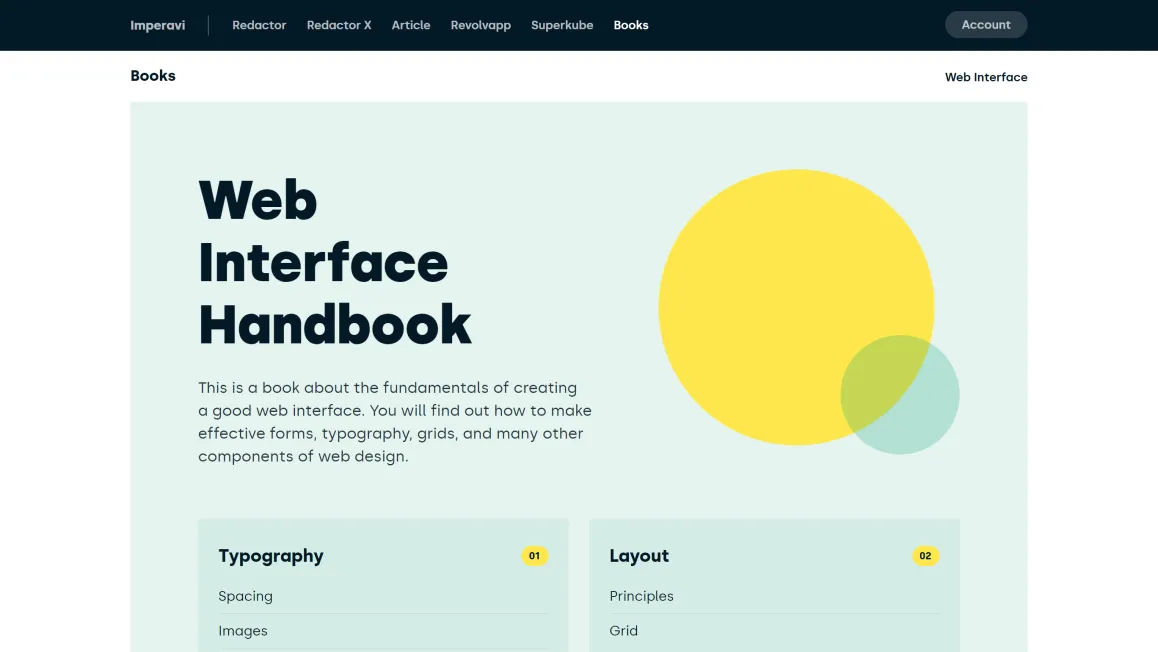 Imperavi Redactor Redactor X Article Revolvapp Superkube Books Account
Books Web Interface
Web
Interface
Handbook
This is a book about the fundamentals of creating
a good web interface. You will find out how to make
effective forms, typography, grids, and many other
components of web design.
Typography 01
Spacing
Images
Layout 02
Principles
Grid